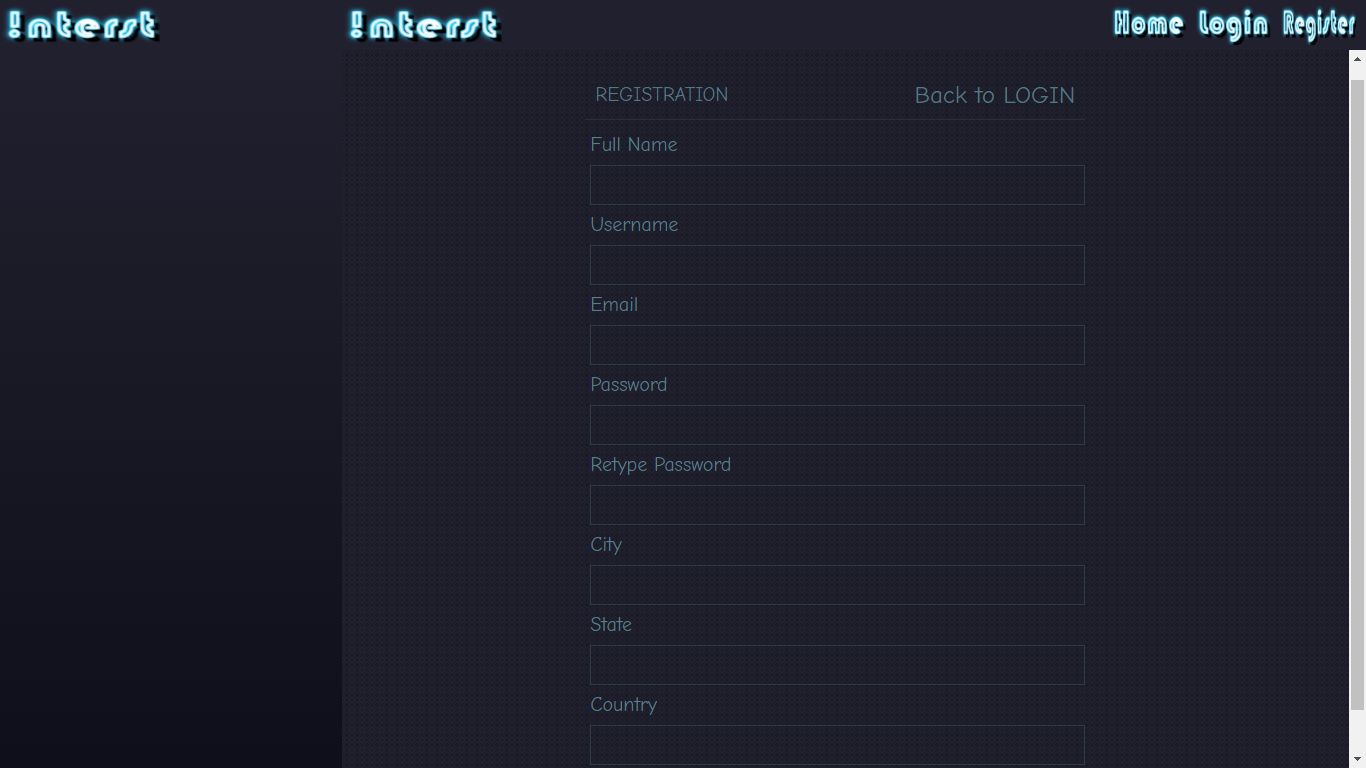 !nterst
!nterst Home Login Register
REGISTRATION Back to LOGIN
Full Name
Username
Email
Password
Retype Password
City
State
Country